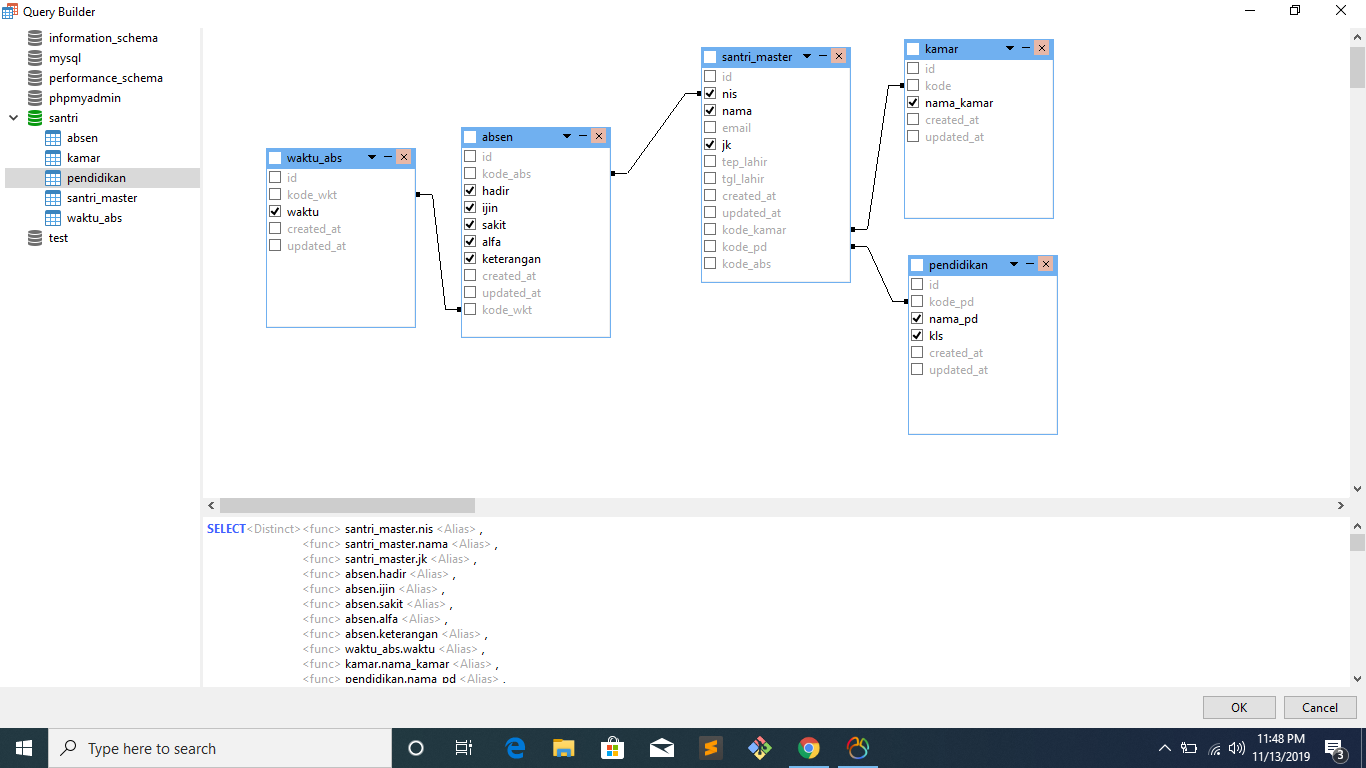 Query Builder
information_schema
mysql
performance_schema
phpmyadmin
santri
absen
kamar
pendidikan
santri_master
waktu_abs
test
waktu_abs
id
kode_wkt
waktu
created_at
updated_at
absen
id
kode_abs
hadir
ijin
sakit
alfa
keterangan
created_at
updated_at
kode_wkt
santri_master
id
nis
nama
email
jk
tep_lahir
tgl_lahir
created_at
updated_at
kode_kamar
kode_pd
kode_abs
kamar
id
kode
nama_kamar
created_at
updated_at
pendidikan
id
kode_pd
nama_pd
kls
created_at
updated_at
SELECT <Distinct> <func> santri_master.nis <Alias> ,
<func> santri_master.nama <Alias> ,
<func> santri_master.jk <Alias> ,
<func> absen.hadir <Alias> ,
<func> absen.ijin <Alias> ,
<func> absen.sakit <Alias> ,
<func> absen.alfa <Alias> ,
<func> absen.keterangan <Alias> ,
<func> waktu_abs.waktu <Alias> ,
<func> kamar.nama_kamar <Alias> ,
<func> pendidikan.nama_pd <Alias> ,
OK
Cancel
Type here to search
11:48 PM
11/13/2019
3